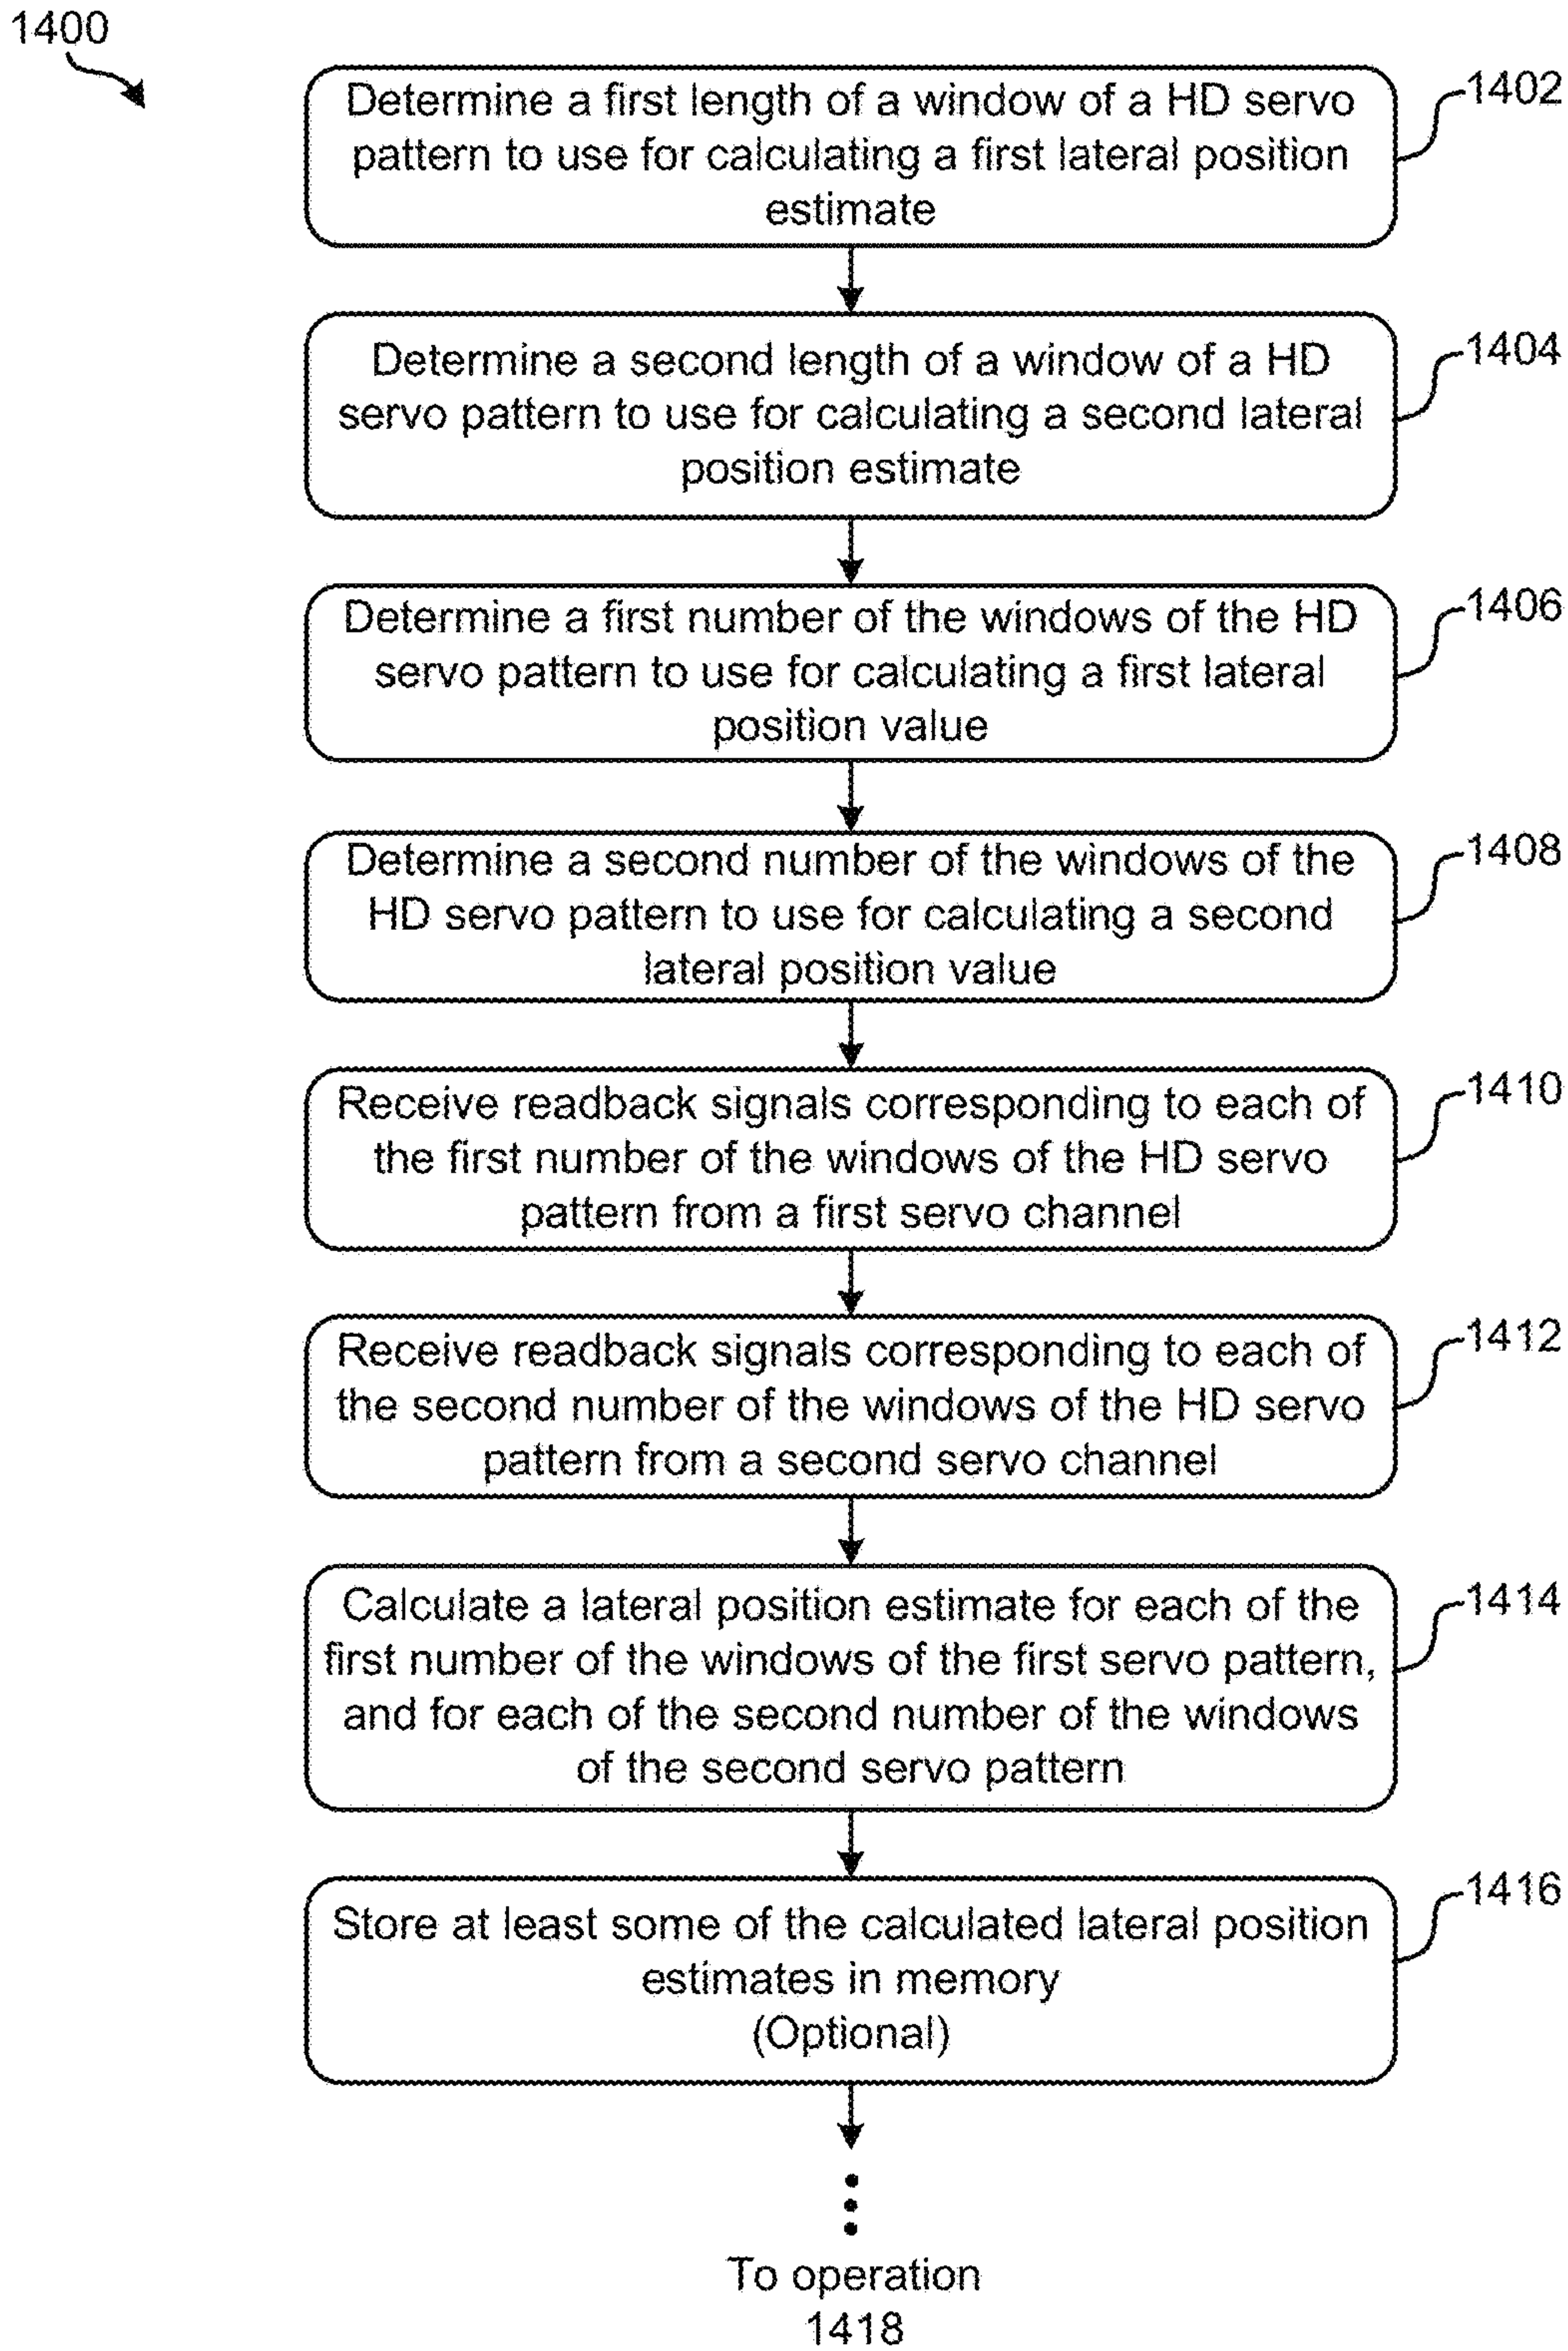 1400
Determine a first length of a window of a HD servo
pattern to use for calculating a first lateral position
estimate
1402
Determine a second length of a window of a HD
servo pattern to use for calculating a second lateral
position estimate
1404
Determine a first number of the windows of the HD
servo pattern to use for calculating a first lateral
position value
1406
Determine a second number of the windows of the
HD servo pattern to use for calculating a second
lateral position value
1408
Receive readback signals corresponding to each of
the first number of the windows of the HD servo
pattern from a first servo channel
1410
Receive readback signals corresponding to each of
the second number of the windows of the HD servo
pattern from a second servo channel
1412
Calculate a lateral position estimate for each of the
first number of the windows of the first servo pattern,
and for each of the second number of the windows
of the second servo pattern
1414
Store at least some of the calculated lateral position
estimates in memory
(Optional)
1416
To operation
1418